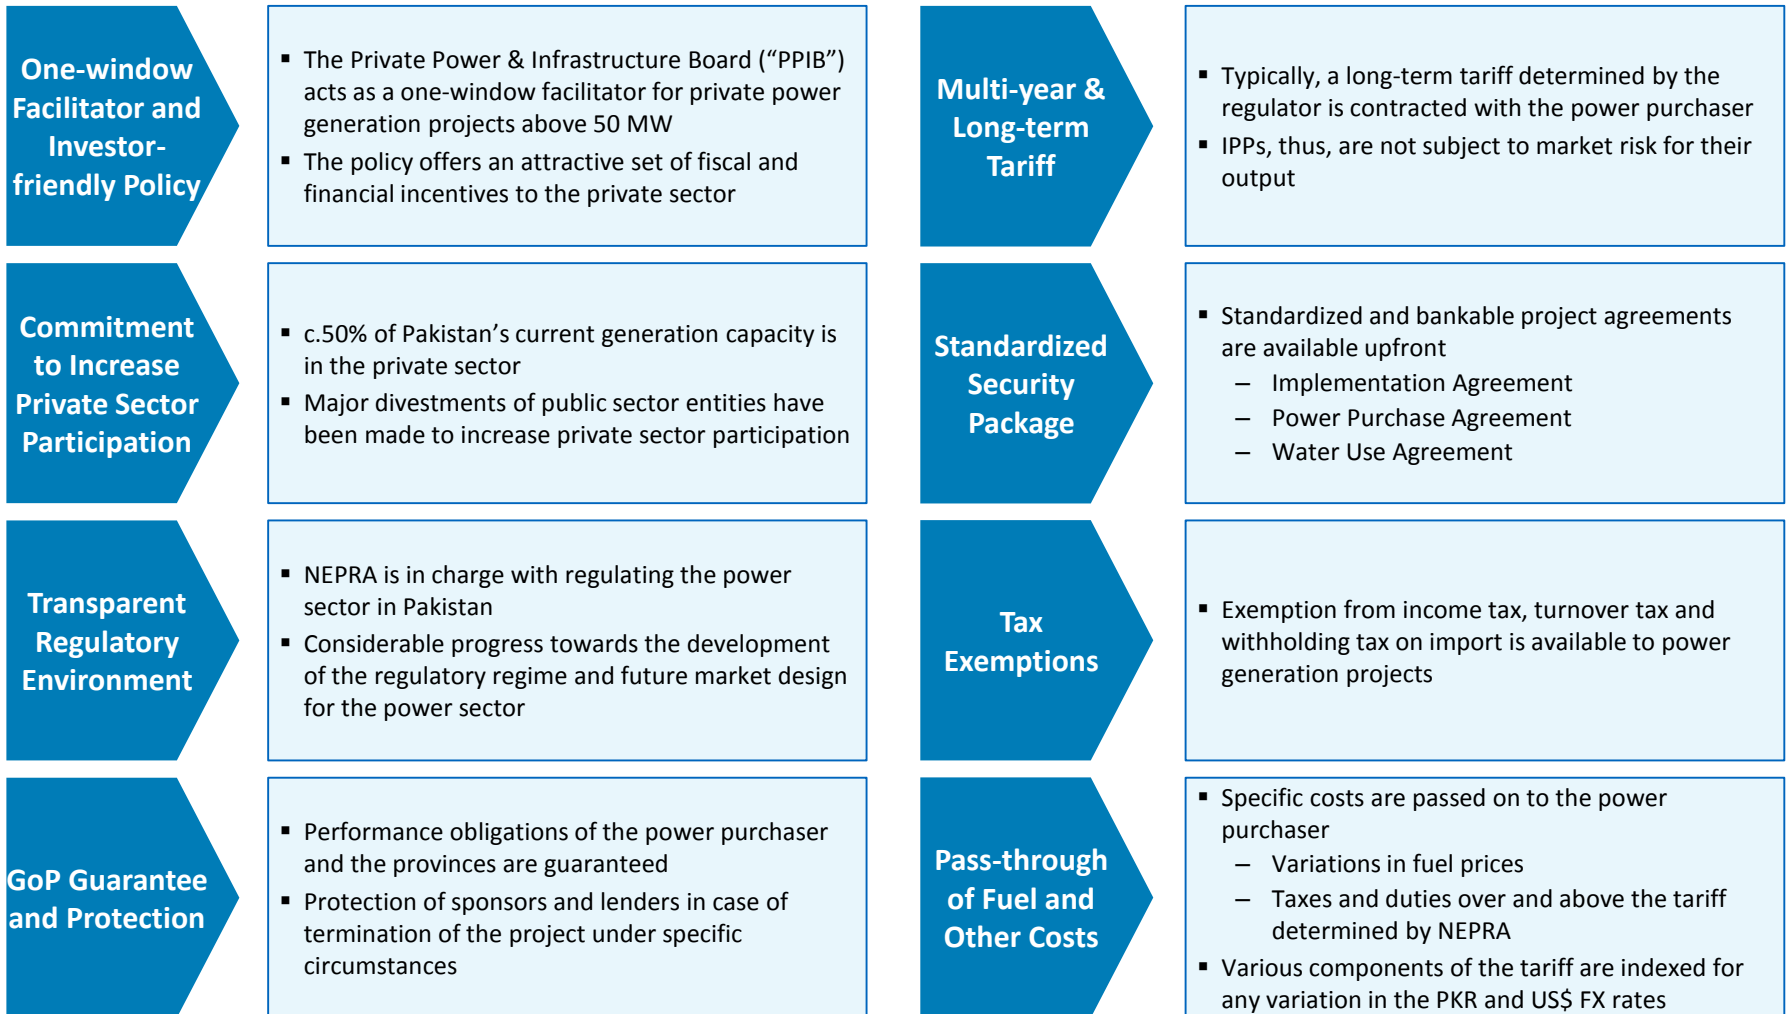 One-window
Facilitator and
Investor-
friendly Policy
▪ The Private Power & Infrastructure Board (“PPIB”)
acts as a one-window facilitator for private power
generation projects above 50 MW
▪ The policy offers an attractive set of fiscal and
financial incentives to the private sector
Multi-year &
Long-term
Tariff
▪ Typically, a long-term tariff determined by the
regulator is contracted with the power purchaser
▪ IPPs, thus, are not subject to market risk for their
output
Commitment
to Increase
Private Sector
Participation
▪ c.50% of Pakistan’s current generation capacity is
in the private sector
▪ Major divestments of public sector entities have
been made to increase private sector participation
Standardized
Security
Package
▪ Standardized and bankable project agreements
are available upfront
– Implementation Agreement
– Power Purchase Agreement
– Water Use Agreement
Transparent
Regulatory
Environment
▪ NEPRA is in charge with regulating the power
sector in Pakistan
▪ Considerable progress towards the development
of the regulatory regime and future market design
for the power sector
Tax
Exemptions
▪ Exemption from income tax, turnover tax and
withholding tax on import is available to power
generation projects
GoP Guarantee
and Protection
▪ Performance obligations of the power purchaser
and the provinces are guaranteed
▪ Protection of sponsors and lenders in case of
termination of the project under specific
circumstances
Pass-through
of Fuel and
Other Costs
▪ Specific costs are passed on to the power
purchaser
– Variations in fuel prices
– Taxes and duties over and above the tariff
determined by NEPRA
▪ Various components of the tariff are indexed for
any variation in the PKR and US$ FX rates